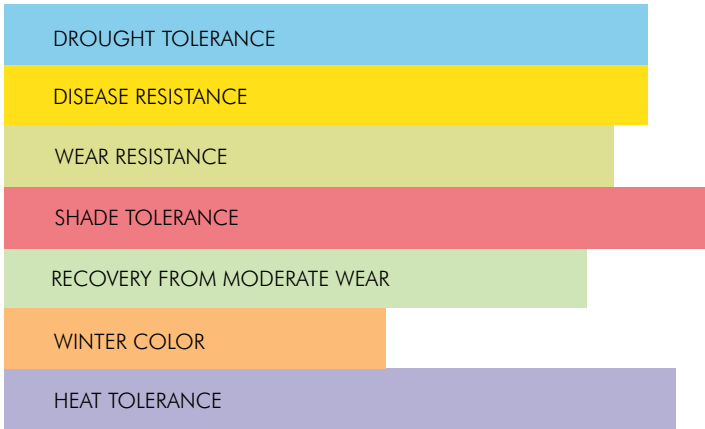 DROUGHT TOLERANCE
DISEASE RESISTANCE
WEAR RESISTANCE
SHADE TOLERANCE
RECOVERY FROM MODERATE WEAR
WINTER COLOR
HEAT TOLERANCE